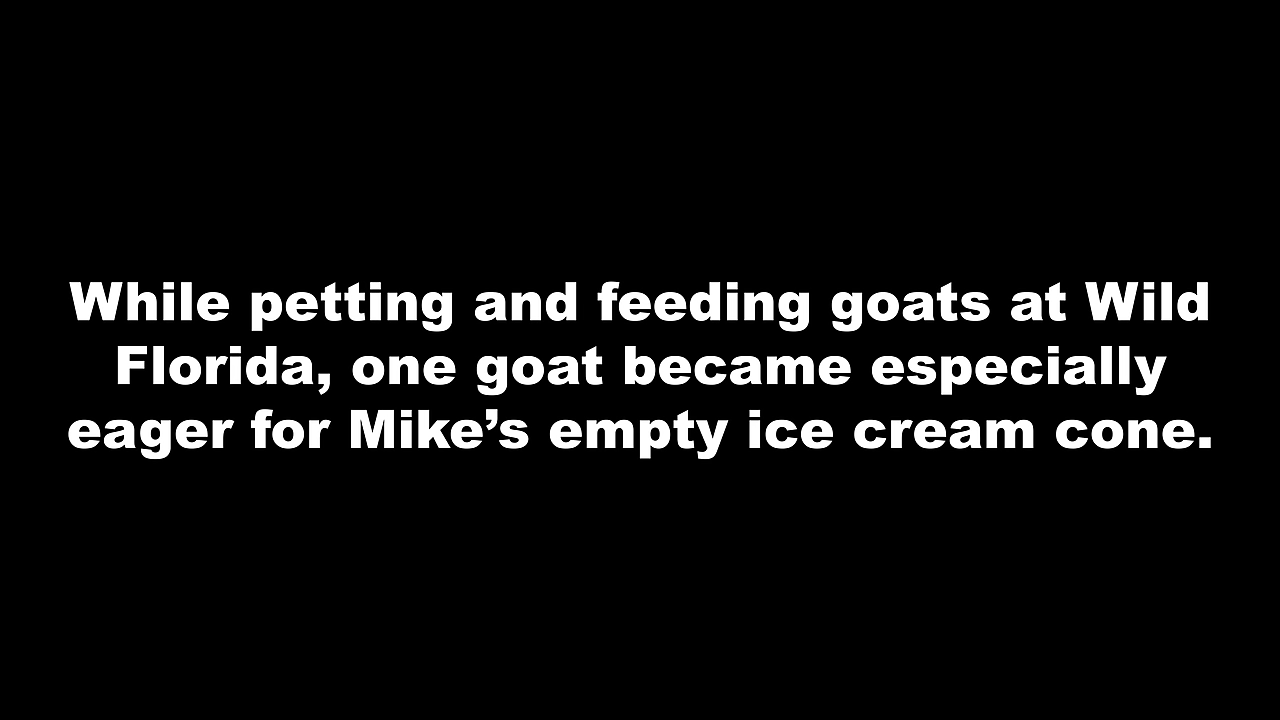 While petting and feeding goats at Wild
Florida, one goat became especially
eager for Mike’s empty ice cream cone.